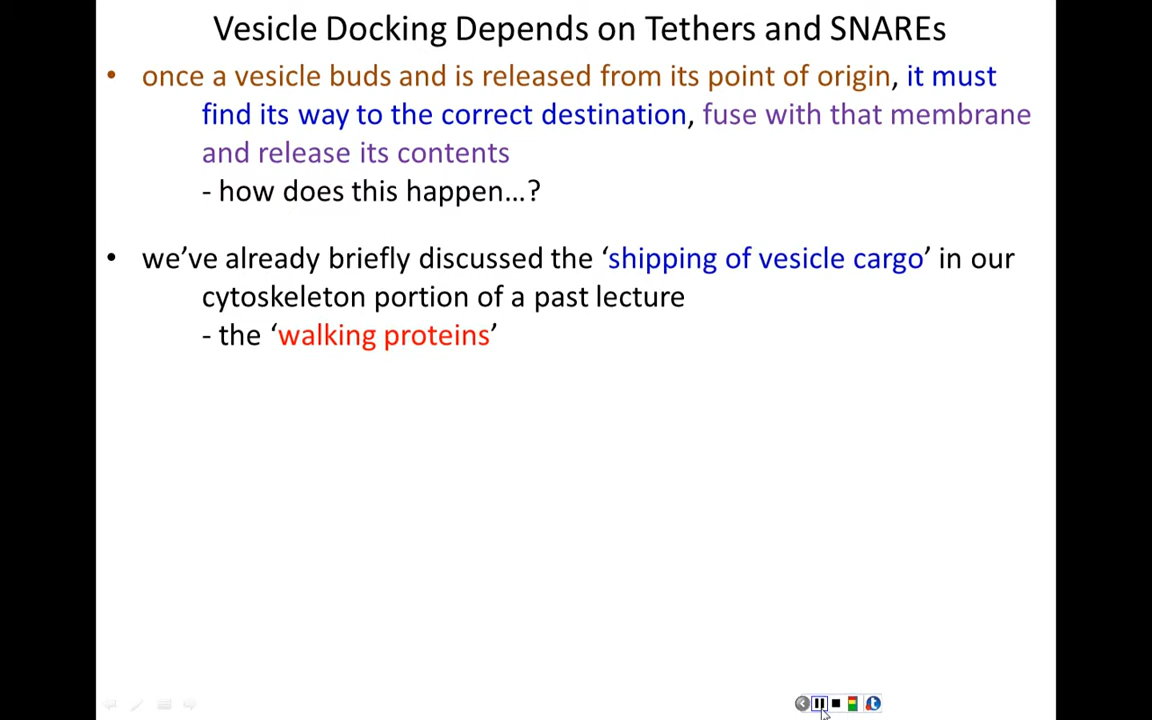 Vesicle Docking Depends on Tethers and SNAREs
• once a vesicle buds and is released from its point of origin, it must
find its way to the correct destination, fuse with that membrane
and release its contents
- how does this happen...?
• we’ve already briefly discussed the ‘shipping of vesicle cargo’ in our
cytoskeleton portion of a past lecture
- the ‘walking proteins’